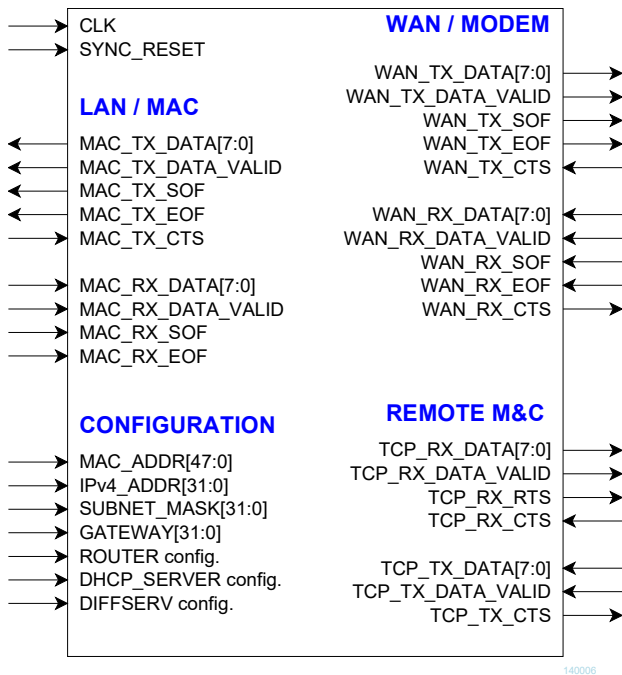 CLK
SYNC_RESET
LAN / MAC
MAC_TX_DATA[7:0]
MAC_TX_DATA_VALID
MAC_TX_SOF
MAC_TX_EOF
MAC_TX_CTS
MAC_RX_DATA[7:0]
MAC_RX_DATA_VALID
MAC_RX_SOF
MAC_RX_EOF
CONFIGURATION
MAC_ADDR[47:0]
IPv4_ADDR[31:0]
SUBNET_MASK[31:0]
GATEWAY[31:0]
ROUTER config.
DHCP_SERVER config.
DIFFSERV config.
WAN / MODEM
WAN_TX_DATA[7:0]
WAN_TX_DATA_VALID
WAN_TX_SOF
WAN_TX_EOF
WAN_TX_CTS
WAN_RX_DATA[7:0]
WAN_RX_DATA_VALID
WAN_RX_SOF
WAN_RX_EOF
WAN_RX_CTS
REMOTE M&C
TCP_RX_DATA[7:0]
TCP_RX_DATA_VALID
TCP_RX_RTS
TCP_RX_CTS
TCP_TX_DATA[7:0]
TCP_TX_DATA_VALID
TCP_TX_CTS
140006